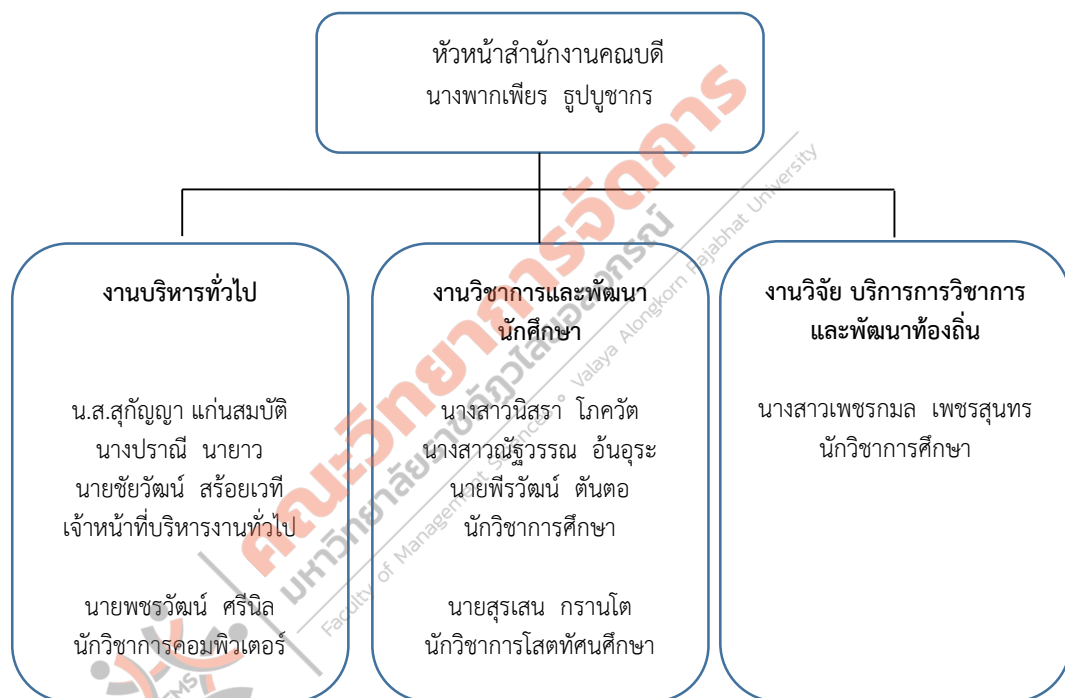 หัวหน้าสำนักงานคณบดี
นางพากเพียร ธูปบูชากร
งานบริหารทั่วไป
น.ส.สุกัญญา แก่นสมบัติ
นางปราณี นายาว
นายชัยวัฒน์ สร้อยเวที
เจ้าหน้าที่บริหารงานทั่วไป
นายพชรวัฒน์ ศรีนิล
นักวิชาการคอมพิวเตอร์
งานวิชาการและพัฒนา
นักศึกษา
นางสาวนิสรา โภควัต
นางสาวณัฐวรรณ อ้นอุระ
นายพีรวัฒน์ ตันตอ
นักวิชาการศึกษา
นายสุรเสน กรานโต
นักวิชาการโสตทัศนศึกษา
งานวิจัย บริการการวิชาการ
และพัฒนาท้องถิ่น
นางสาวเพชรกมล เพชรสุนทร
นักวิชาการศึกษา
คณะวิทยาการจัดการ
มหาวิทยาลัยราชภัฏวไลยอลงกรณ์
Faculty of Management Science ° Valaya Alongkorn Rajabhat University
FMS